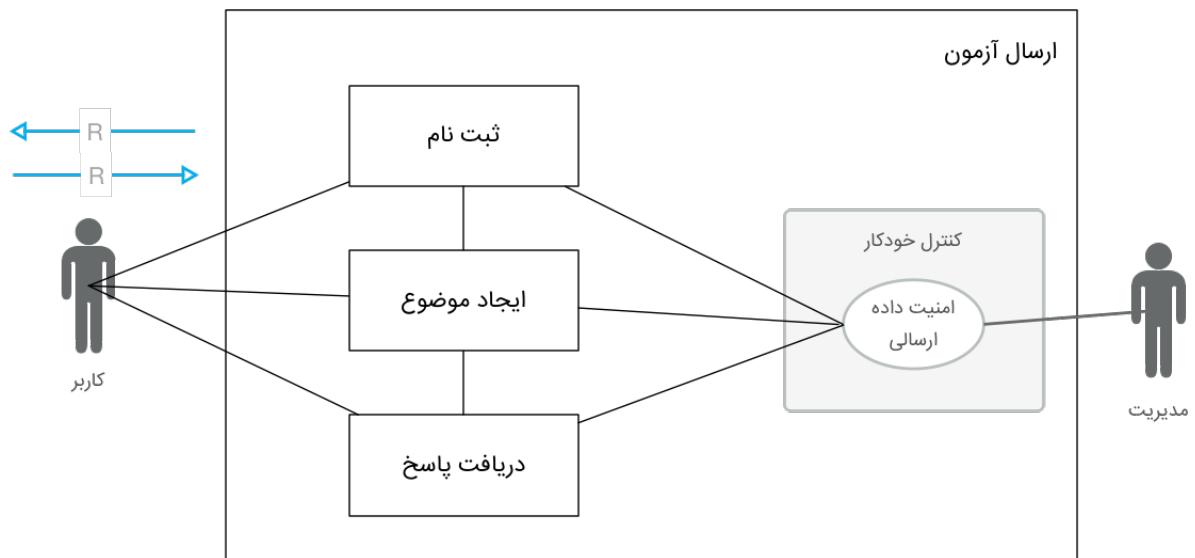 ارسال آزمون
ثبت نام
R
R
کنترل خودکار
ایجاد موضوع
امنیت داده
ارسالی
کاربر
مدیریت
دریافت پاسخ